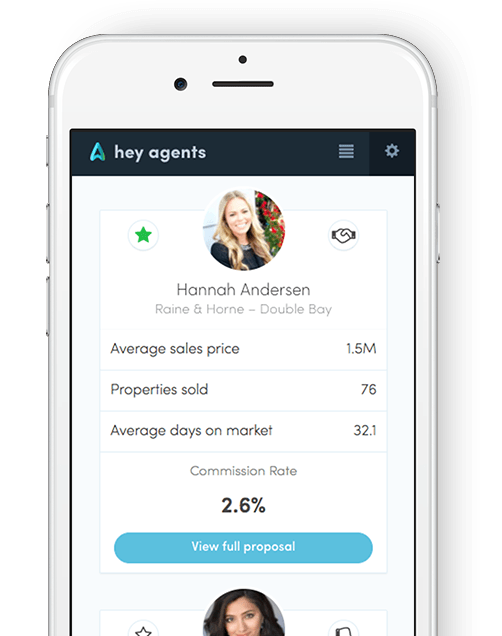 hey agents
Hannah Andersen
Raine & Horne – Double Bay
Average sales price 1.5M
Properties sold 76
Average days on market 32.1
Commission Rate
2.6%
View full proposal